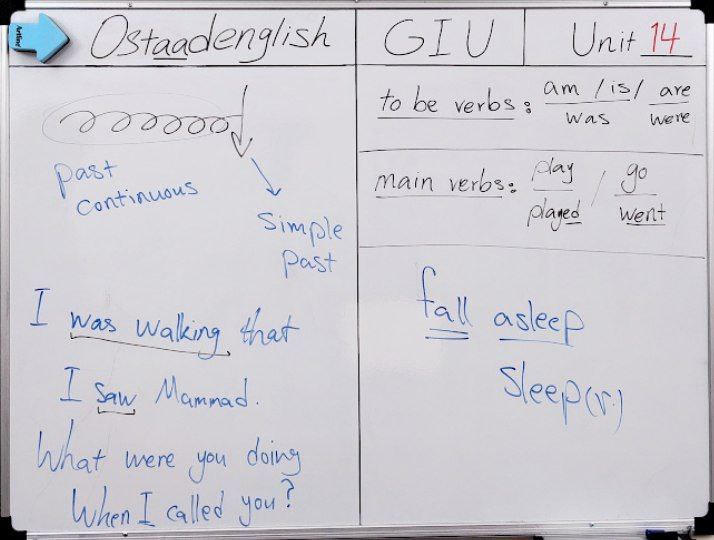 Artline
Ostaadenglish
GIU
Unit 14
past
continuous
Simple
past
I was walking that
I saw Mammad.
What were you doing
When I called you?
to be verbs: am / is / are
was were
main verbs: play / go
played went
fall asleep
Sleep (v.)